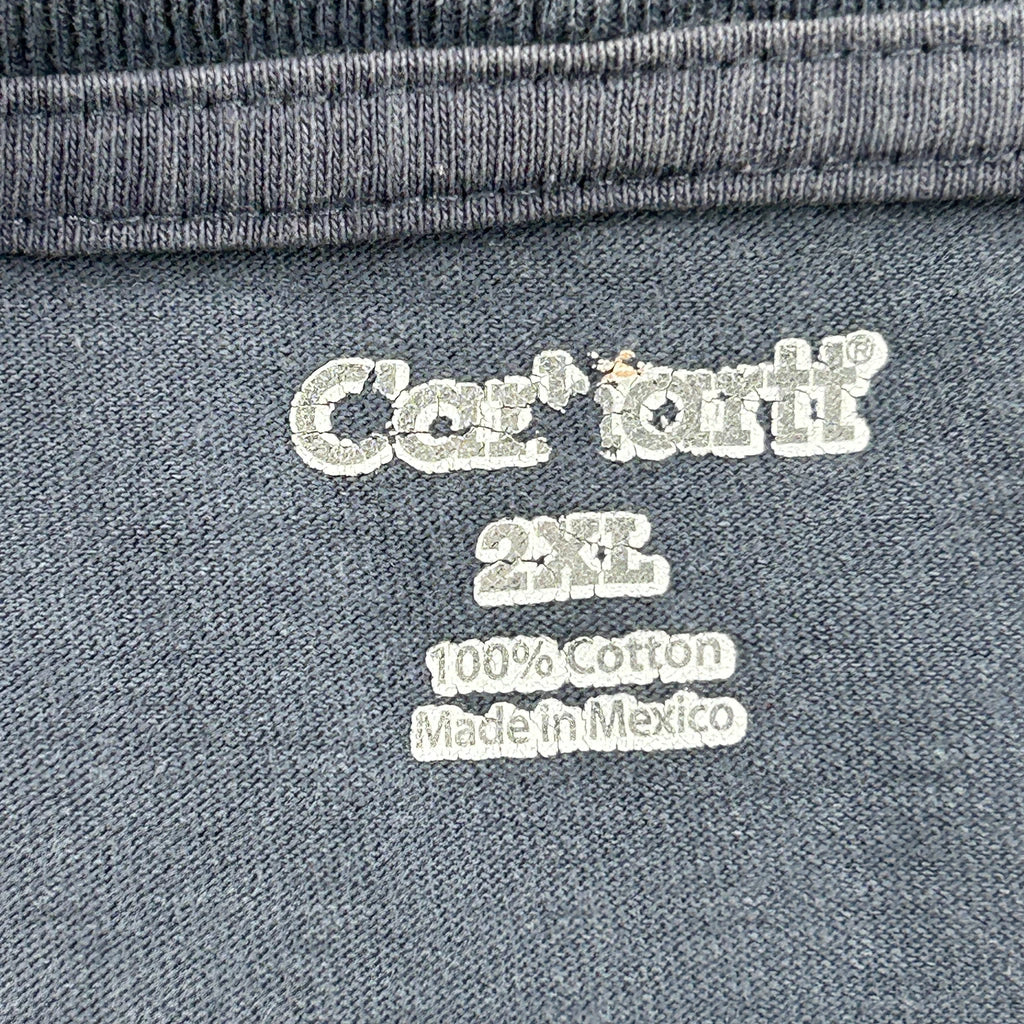 Carhartt®
2XL
100% Cotton
Made in Mexico